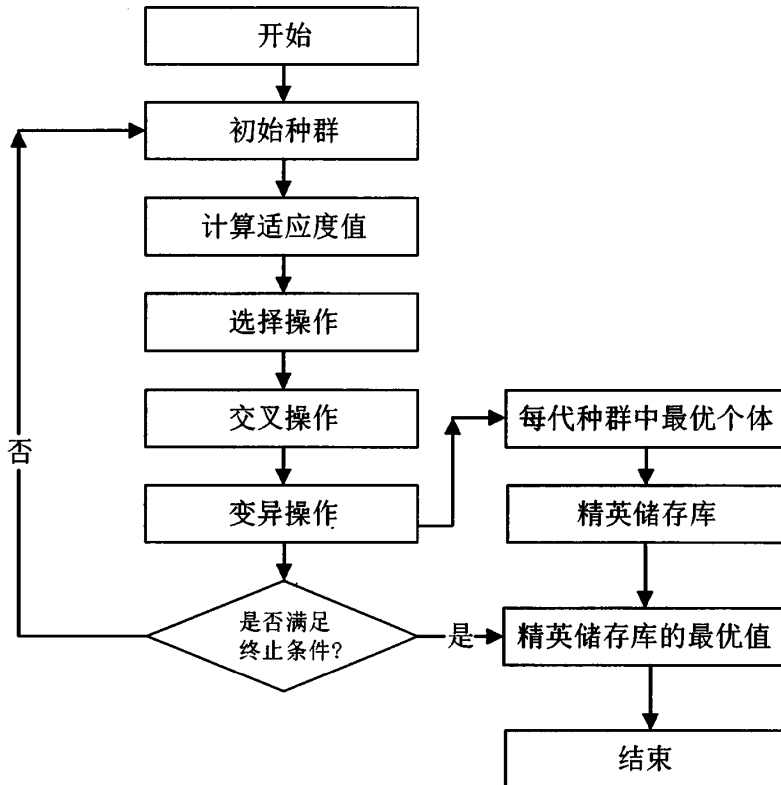 开始
初始种群
计算适应度值
选择操作
交叉操作
变异操作
是否满足
终止条件?
否
是
每代种群中最优个体
精英储存库
精英储存库的最优值
结束